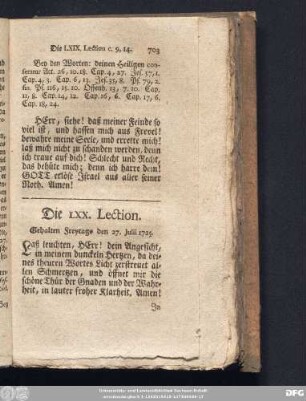 Die LXIX. Lection c. 9, 14. 703
Bey den Worten: deinen Heiligen con-
feratur Act. 26, 10.18. Cap. 4, 27. Jes. 57, 1.
Cap. 4, 3. Cap. 6, 13. Jes. 35, 8. Ps. 79, 2.
Ps. 116, 15. 10. Offenb. 13, 7. 10. Cap.
11, 8. Cap. 14, 12. Cap. 16, 6. Cap. 17, 6.
Cap. 18, 24.
HErr, siehe! daß meiner Feinde so
viel ist, und hassen mich aus Frevel!
bewahre meine Seele, und errette mich!
laß mich nicht zu schanden werden, denn
ich traue auf dich! Schlecht und Recht,
das behüte mich; denn ich harre dein!
GOTT erlöse Israel aus aller seiner
Noth. Amen!
Die LXX. Lection.
Gehalten Freytags den 27. Julii 1725.
Laß leuchten, HErr! dein Angesicht,
in meinem dunckeln Hertzen, da dei-
nes theuren Wortes Licht zerstreuet al-
len Schmertzen, und öffnet mir die
schöne Thür der Gnaden und der Wahr-
heit, in lauter froher Klarheit, Amen!
In